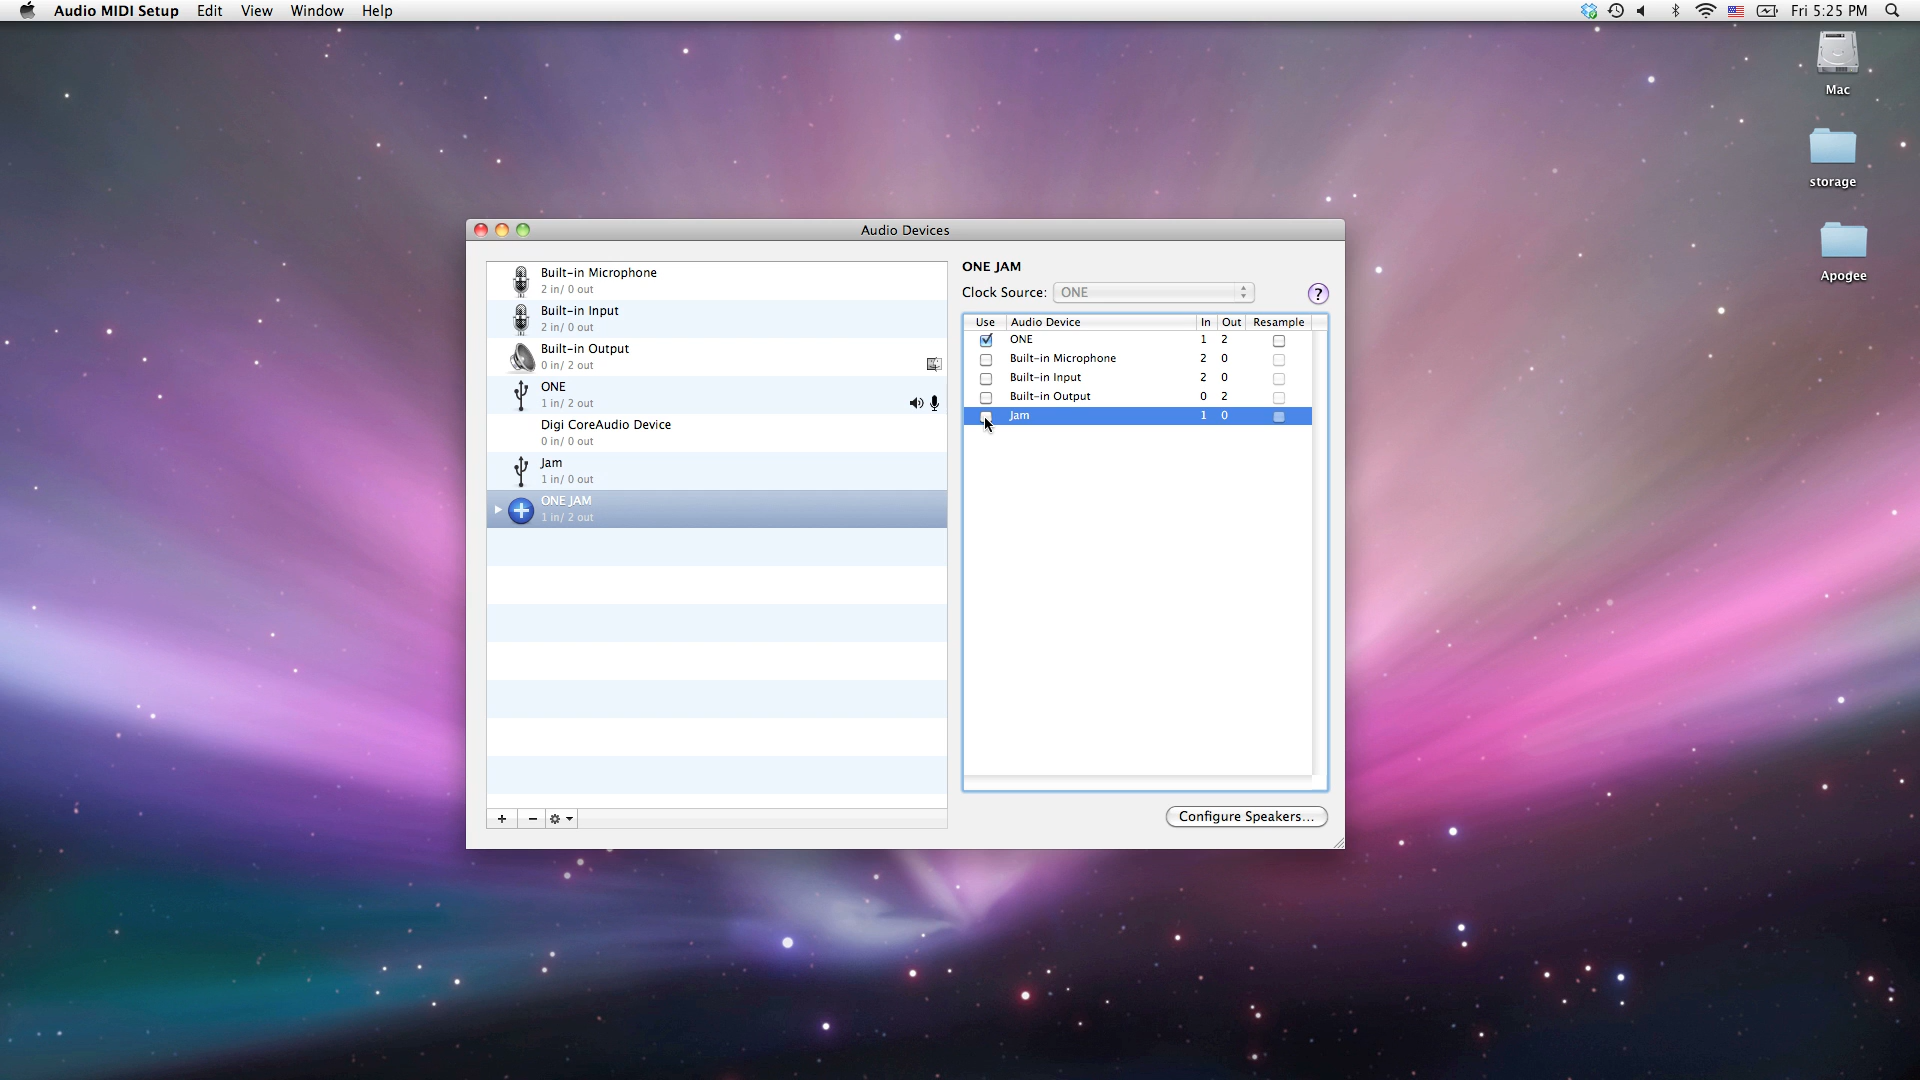 Audio MIDI Setup Edit View Window Help Fri 5:25 PM
Mac
storage
Apogee
Audio Devices
Built-in Microphone
2 in/ 0 out
Built-in Input
2 in/ 0 out
Built-in Output
0 in/ 2 out
ONE
1 in/ 2 out
Digi CoreAudio Device
0 in/ 0 out
Jam
1 in/ 0 out
ONE JAM
1 in/ 2 out
ONE JAM
Clock Source: ONE ?
Use Audio Device In Out Resample
ONE 1 2
Built-in Microphone 2 0
Built-in Input 2 0
Built-in Output 0 2
Jam 1 0
Configure Speakers...